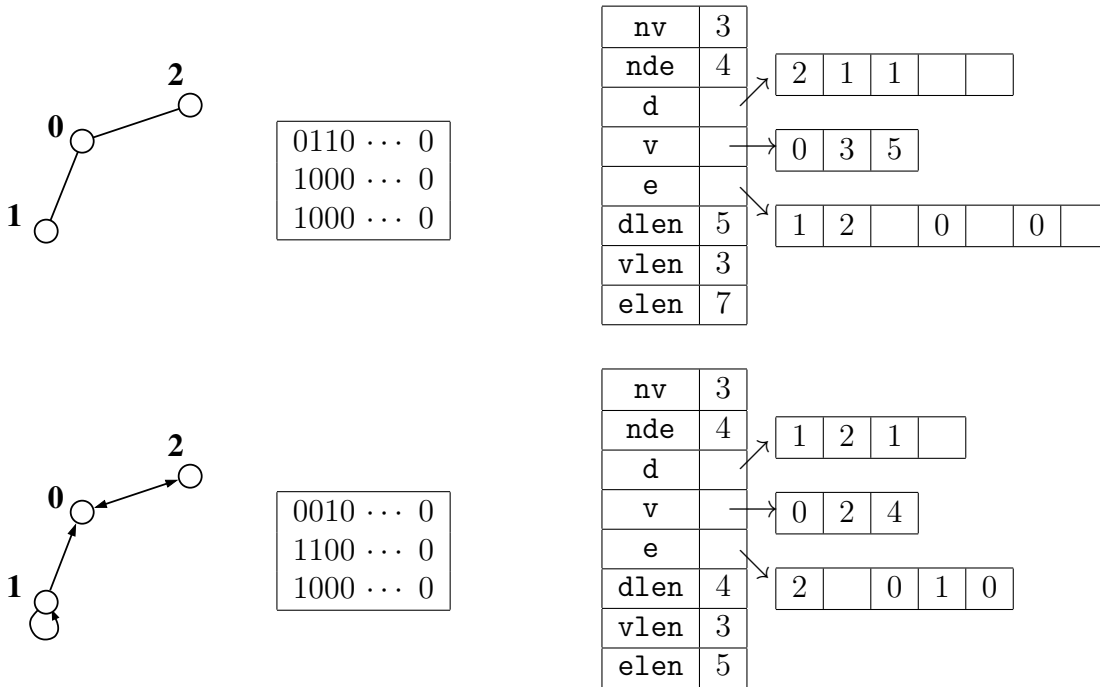 2
0
1
0110 ··· 0
1000 ··· 0
1000 ··· 0
nv 3
nde 4
d
v
e
dlen 5
vlen 3
elen 7
2 1 1
0 3 5
1 2 0 0
2
0
1
0010 ··· 0
1100 ··· 0
1000 ··· 0
nv 3
nde 4
d
v
e
dlen 4
vlen 3
elen 5
1 2 1
0 2 4
2 0 1 0